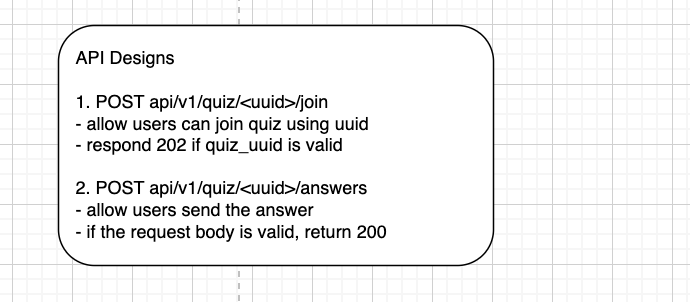 API Designs
1. POST api/v1/quiz/<uuid>/join
- allow users can join quiz using uuid
- respond 202 if quiz_uuid is valid
2. POST api/v1/quiz/<uuid>/answers
- allow users send the answer
- if the request body is valid, return 200